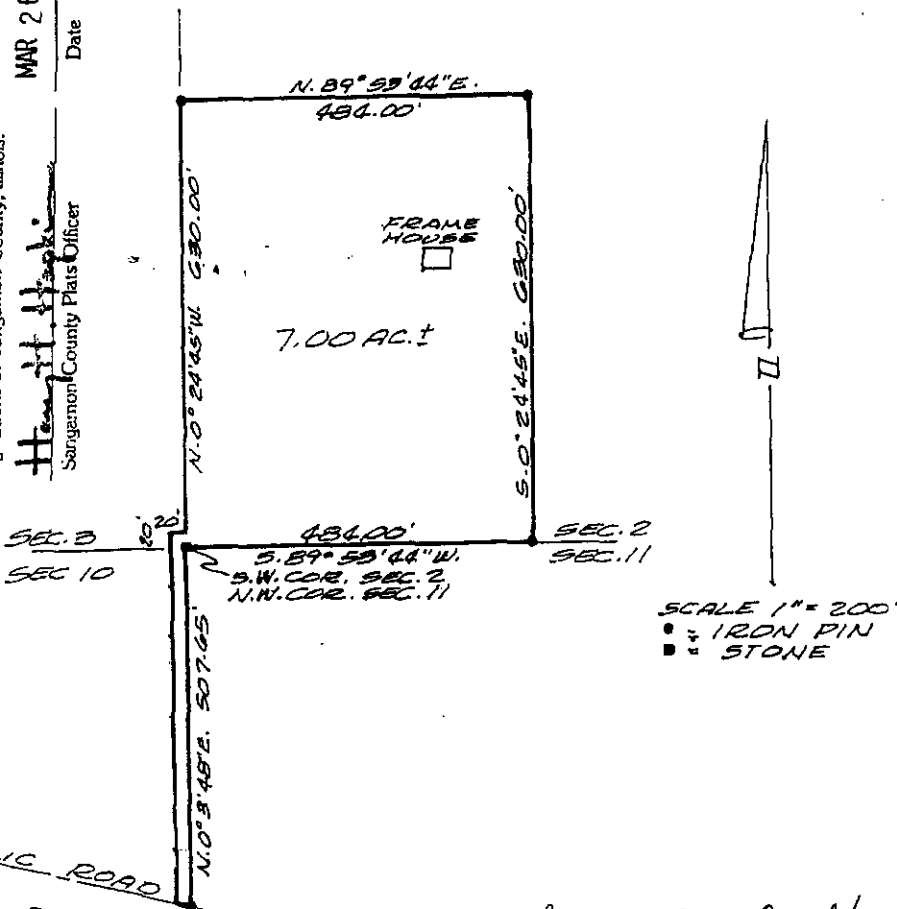 MAR 26
Date
Sangamon County Plats Officer
N. 89° 59' 44" E.
484.00'
N. 0° 24' 45" W. 630.00'
FRAME
HOUSE
7.00 AC.±
S. 0° 24' 45" E. 630.00'
SEC. 3
SEC 10
20'
20'
484.00'
S. 89° 59' 44" W.
S.W. COR. SEC. 2
N.W. COR. SEC. 11
SEC. 2
SEC. 11
N. 0° 3' 48" E. 507.65'
SCALE 1" = 200'
= IRON PIN
= STONE
IC ROAD